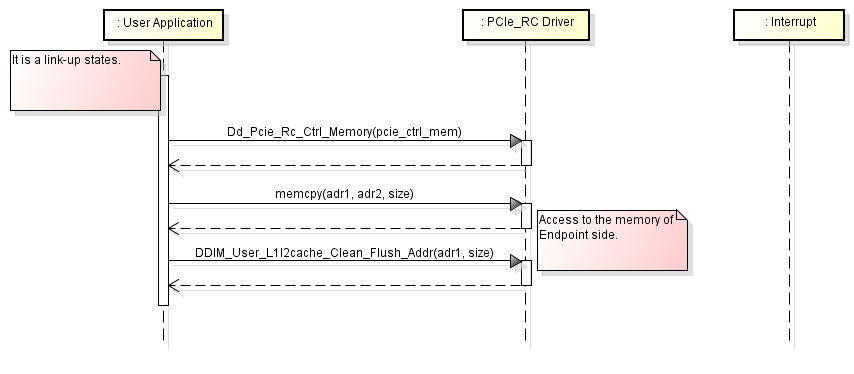 : User Application
: PCIe_RC Driver
: Interrupt
It is a link-up states.
Dd_Pcie_Rc_Ctrl_Memory(pcie_ctrl_mem)
memcpy(adr1, adr2, size)
Access to the memory of
Endpoint side.
DDIM_User_L1l2cache_Clean_Flush_Addr(adr1, size)